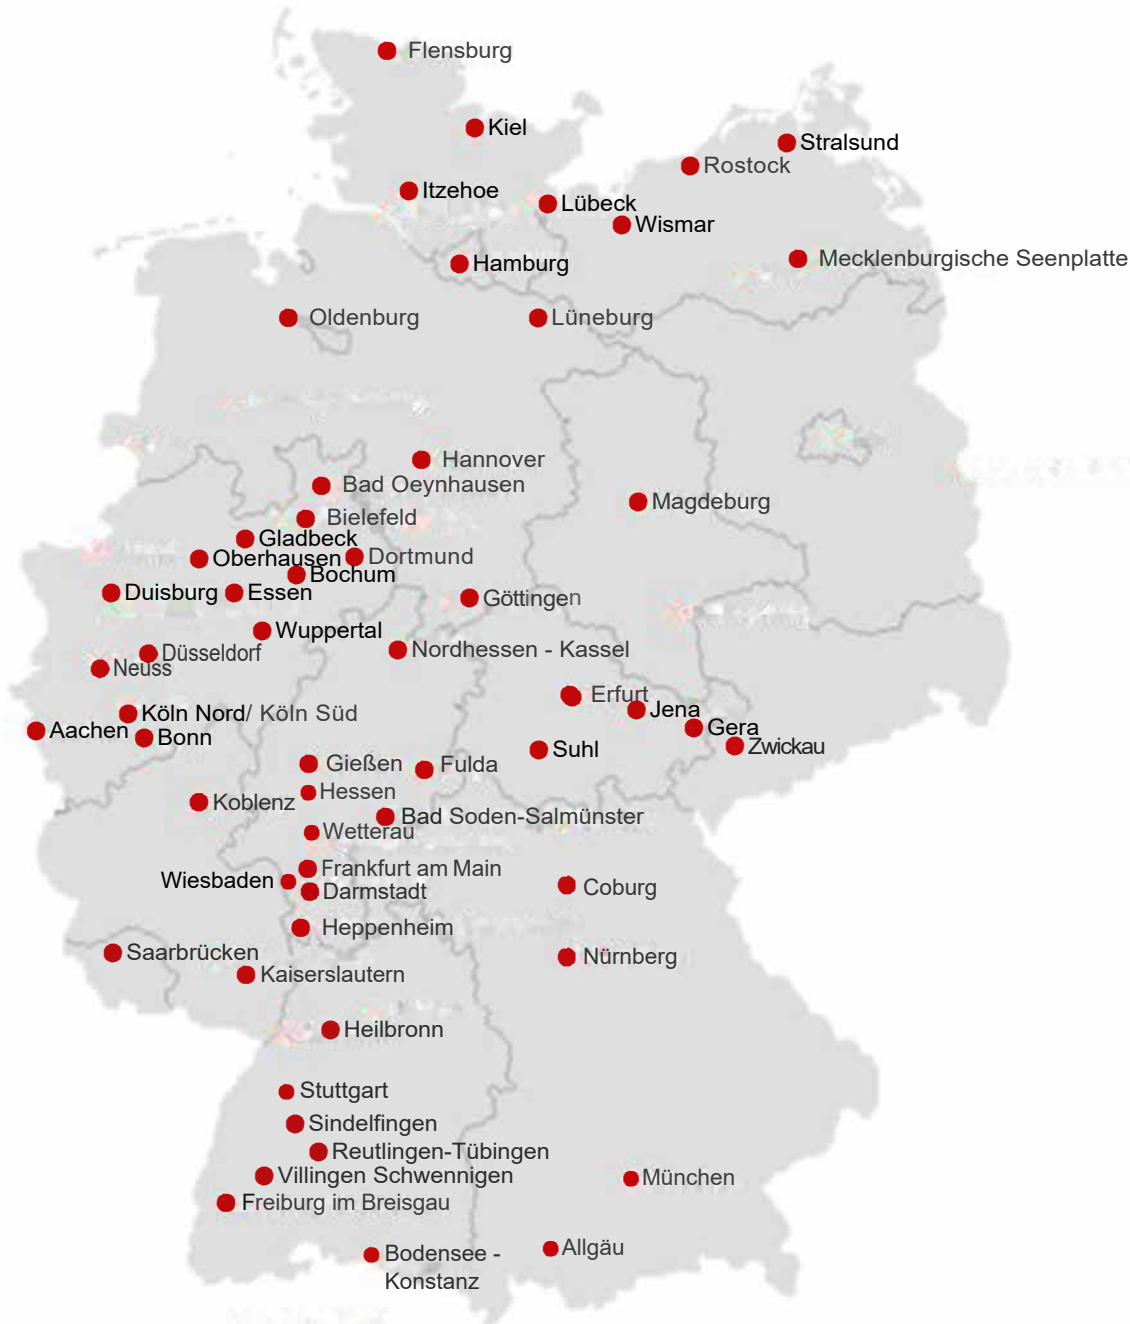 Flensburg
Kiel
Stralsund
Rostock
Itzehoe
Lübeck
Wismar
Mecklenburgische Seenplatte
Hamburg
Oldenburg
Lüneburg
Hannover
Bad Oeynhausen
Magdeburg
Bielefeld
Gladbeck
Oberhausen
Dortmund
Bochum
Duisburg
Essen
Göttingen
Wuppertal
Nordhessen - Kassel
Düsseldorf
Neuss
Erfurt
Jena
Köln Nord/ Köln Süd
Gera
Aachen
Bonn
Zwickau
Suhl
Gießen
Fulda
Hessen
Koblenz
Bad Soden-Salmünster
Wetterau
Frankfurt am Main
Wiesbaden
Darmstadt
Coburg
Heppenheim
Saarbrücken
Nürnberg
Kaiserslautern
Heilbronn
Stuttgart
Sindelfingen
Reutlingen-Tübingen
Villingen Schwennigen
München
Freiburg im Breisgau
Allgäu
Bodensee -
Konstanz